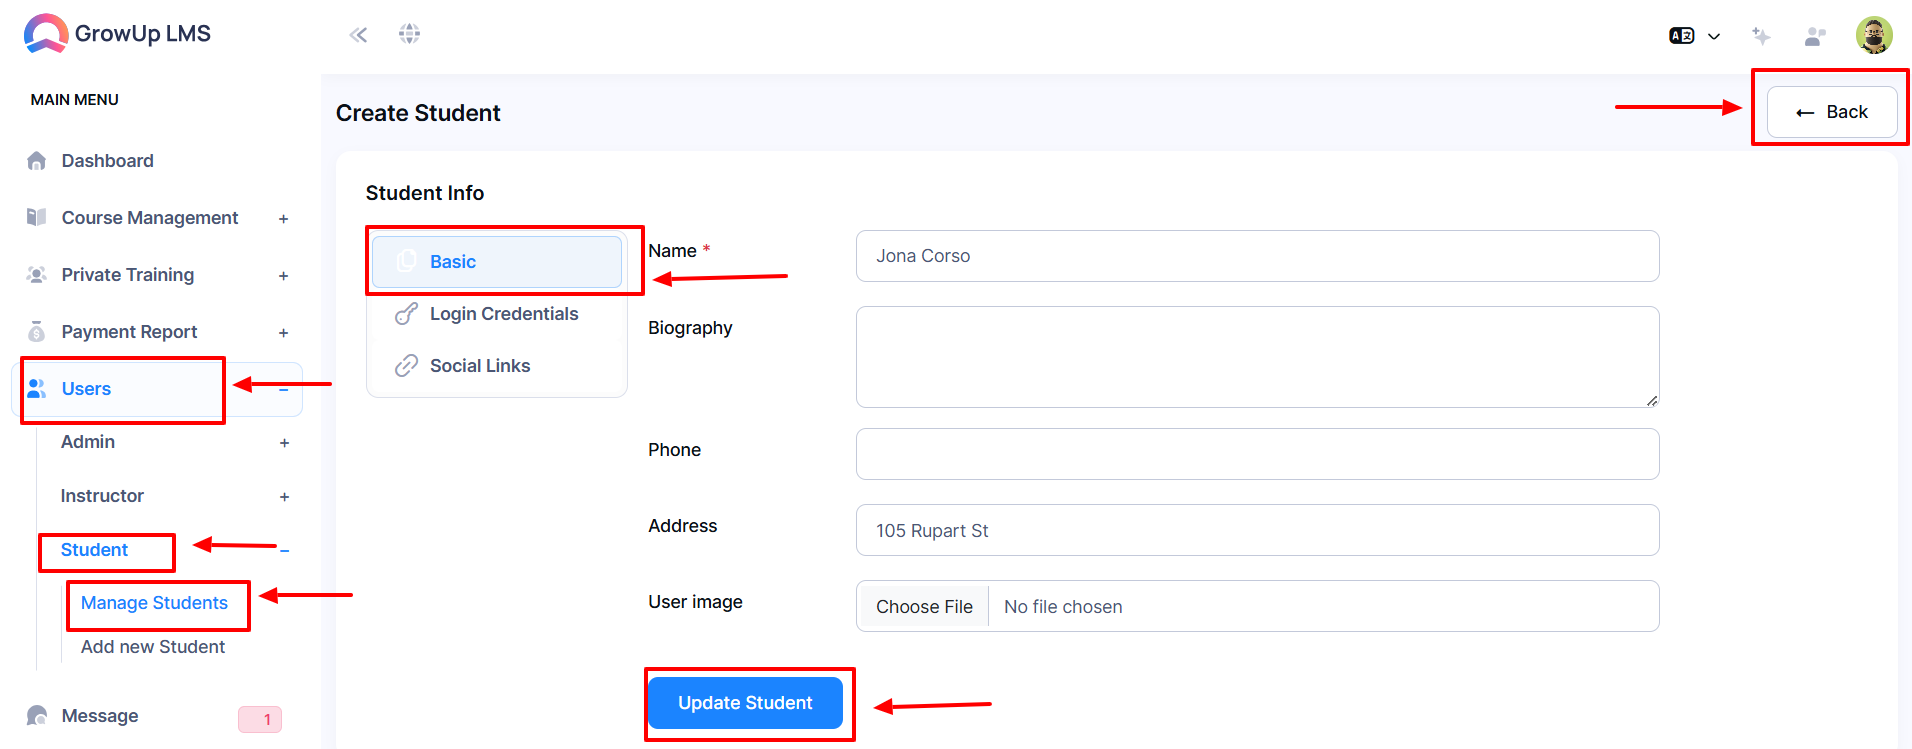 GrowUp LMS
MAIN MENU
Dashboard
Course Management +
Private Training +
Payment Report +
Users −
Admin +
Instructor +
Student −
Manage Students
Add new Student
Message 1
Create Student
← Back
Student Info
Basic
Login Credentials
Social Links
Name *
Jona Corso
Biography
Phone
Address
105 Rupart St
User image
Choose File No file chosen
Update Student